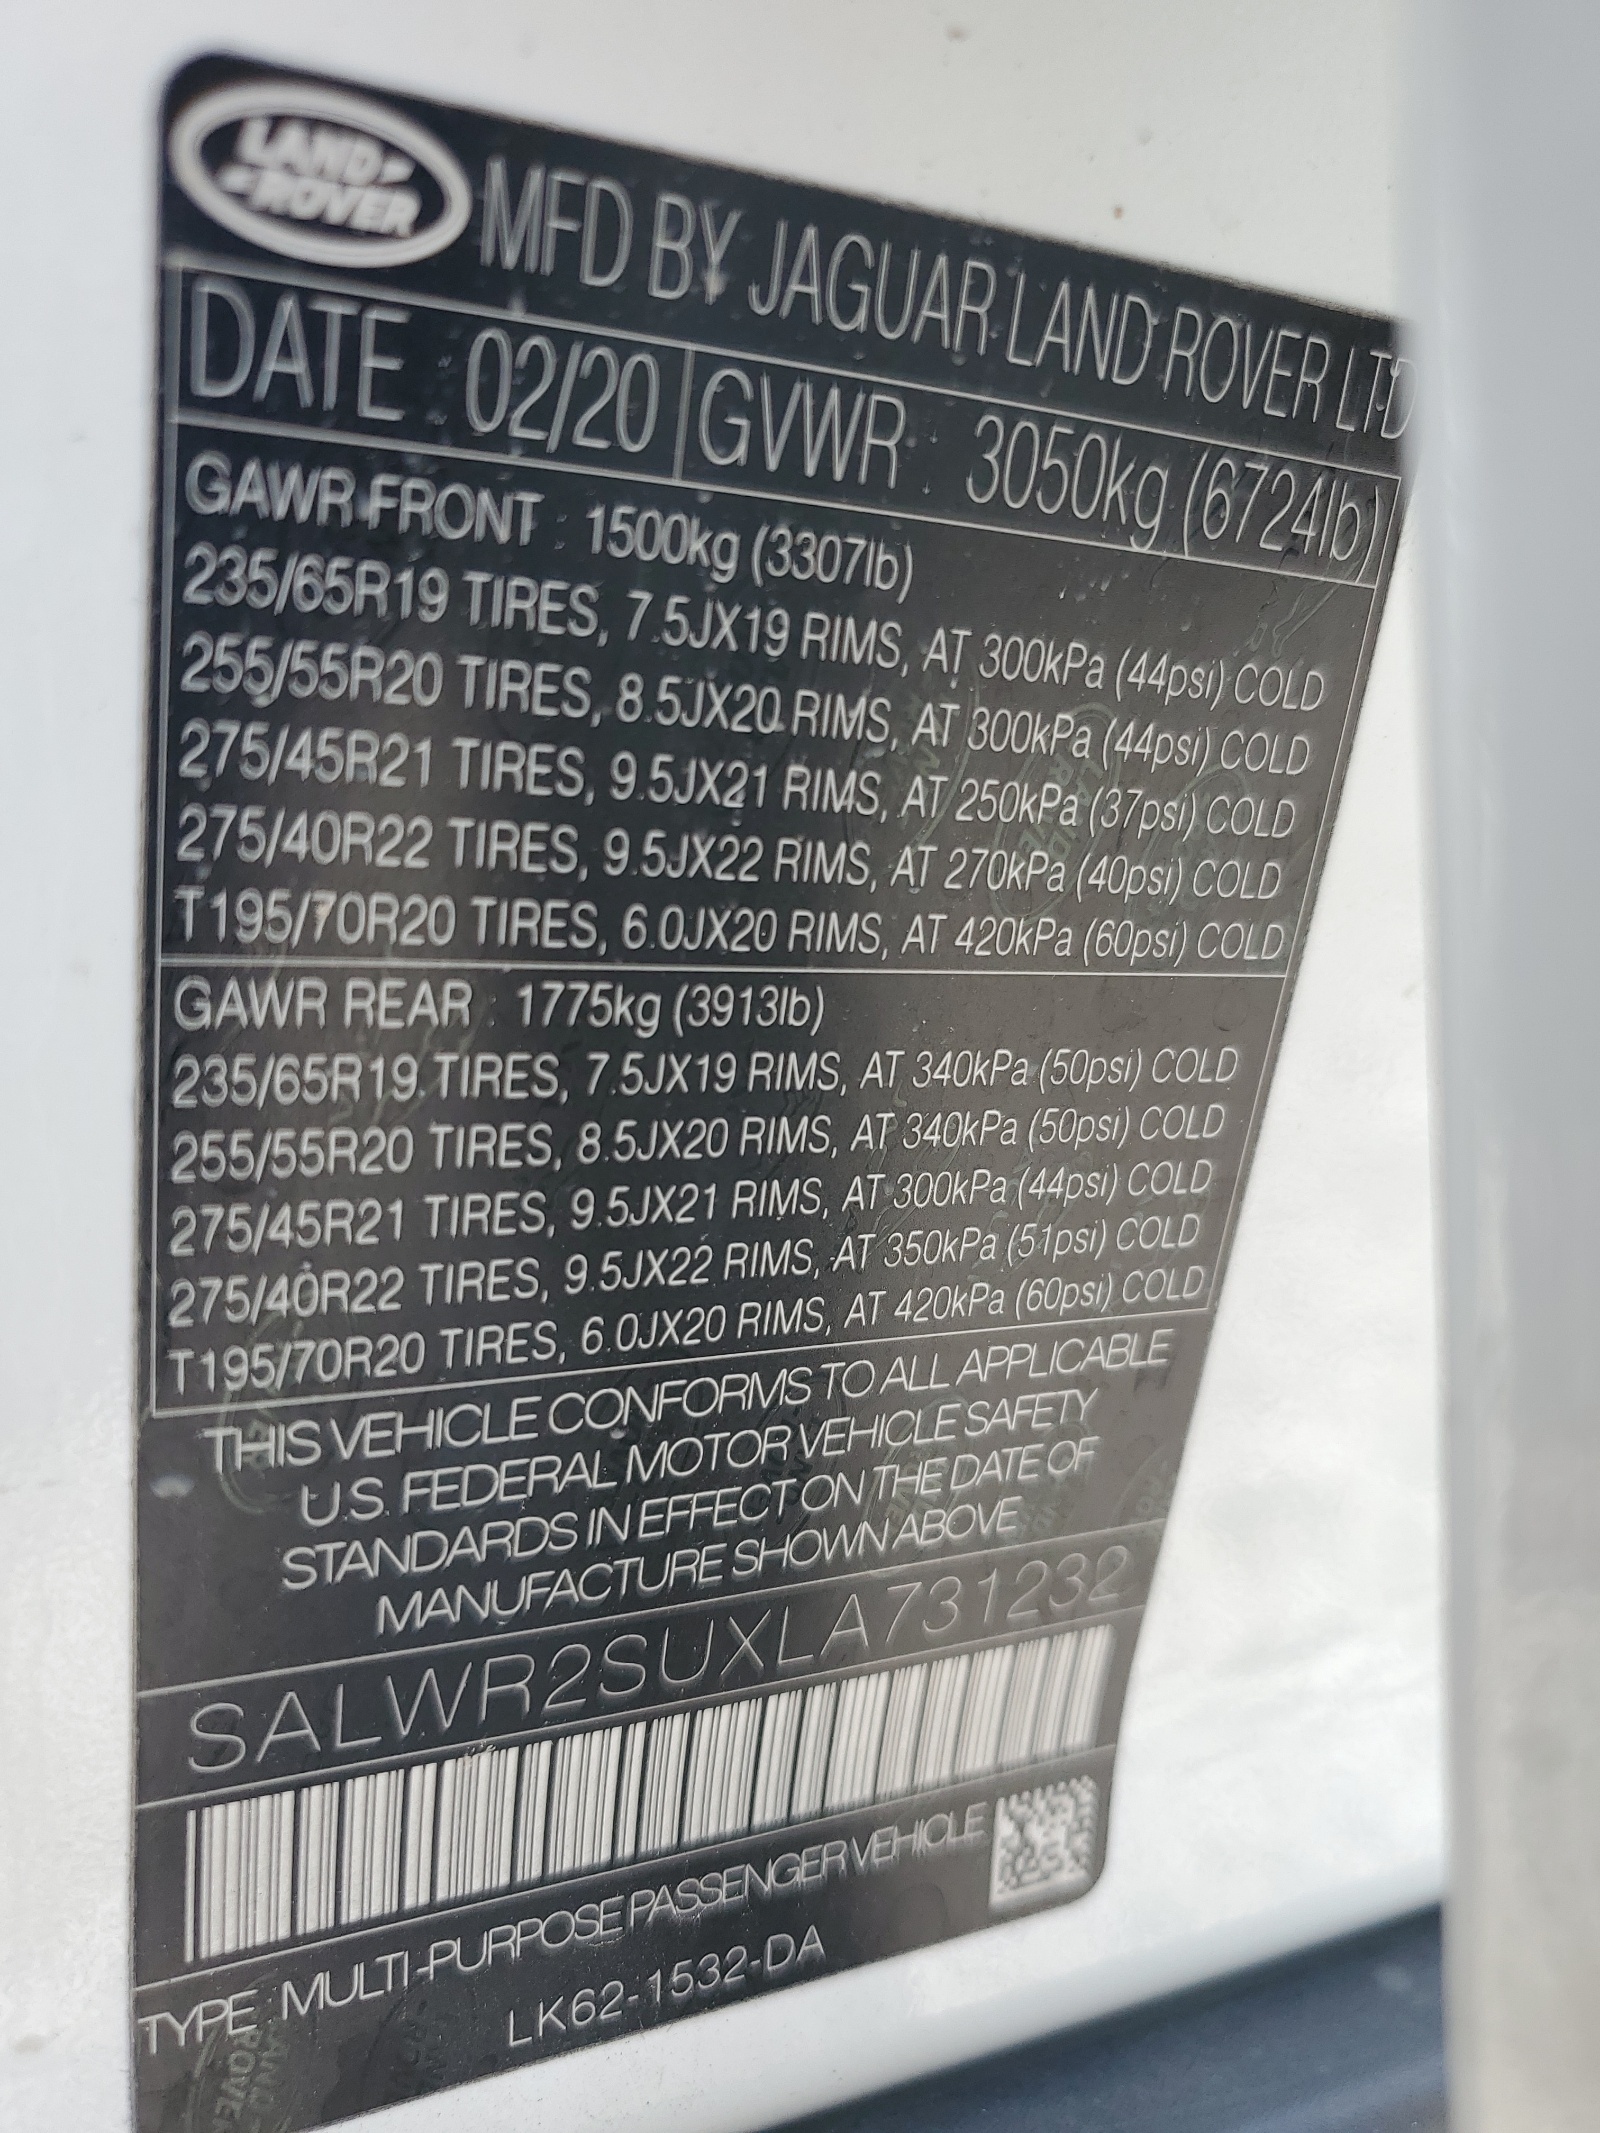 LAND
ROVER
MFD BY JAGUAR LAND ROVER LTD
DATE : 02/20 GVWR : 3050kg (6724lb)
GAWR FRONT : 1500kg (3307lb)
235/65R19 TIRES, 7.5JX19 RIMS, AT 300kPa (44psi) COLD
255/55R20 TIRES, 8.5JX20 RIMS, AT 300kPa (44psi) COLD
275/45R21 TIRES, 9.5JX21 RIMS, AT 250kPa (37psi) COLD
275/40R22 TIRES, 9.5JX22 RIMS, AT 270kPa (40psi) COLD
T195/70R20 TIRES, 6.0JX20 RIMS, AT 420kPa (60psi) COLD
GAWR REAR : 1775kg (3913lb)
235/65R19 TIRES, 7.5JX19 RIMS, AT 340kPa (50psi) COLD
255/55R20 TIRES, 8.5JX20 RIMS, AT 340kPa (50psi) COLD
275/45R21 TIRES, 9.5JX21 RIMS, AT 300kPa (44psi) COLD
275/40R22 TIRES, 9.5JX22 RIMS, AT 350kPa (51psi) COLD
T195/70R20 TIRES, 6.0JX20 RIMS, AT 420kPa (60psi) COLD
THIS VEHICLE CONFORMS TO ALL APPLICABLE
U.S. FEDERAL MOTOR VEHICLE SAFETY
STANDARDS IN EFFECT ON THE DATE OF
MANUFACTURE SHOWN ABOVE
SALWR2SUXLA731232
TYPE : MULTI-PURPOSE PASSENGER VEHICLE
LK62-1532-DA